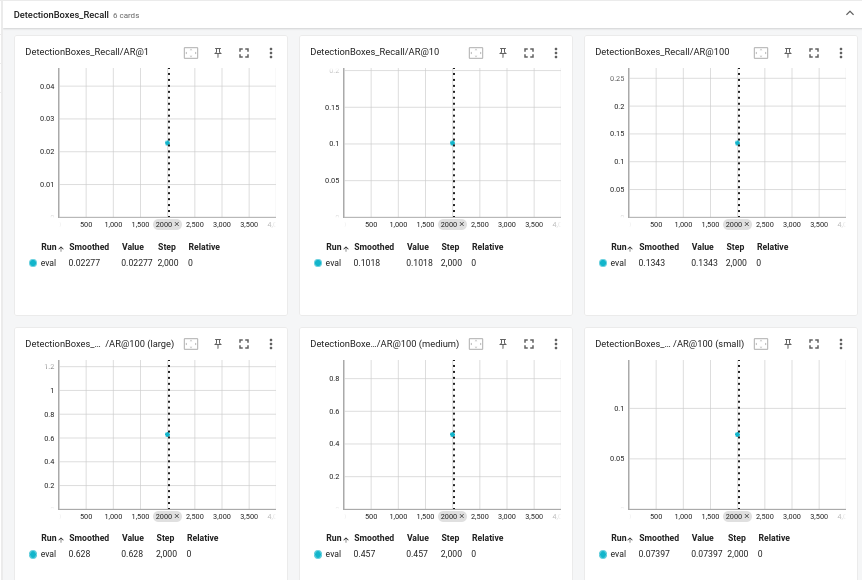 DetectionBoxes_Recall 6 cards
DetectionBoxes_Recall/AR@1
0.04
0.03
0.02
0.01
500 1,000 1,500 2000 × 2,500 3,000 3,500
Run Smoothed Value Step Relative
eval 0.02277 0.02277 2,000 0
DetectionBoxes_Recall/AR@10
0.2
0.15
0.1
0.05
500 1,000 1,500 2000 × 2,500 3,000 3,500
Run Smoothed Value Step Relative
eval 0.1018 0.1018 2,000 0
DetectionBoxes_Recall/AR@100
0.25
0.2
0.15
0.1
0.05
500 1,000 1,500 2000 × 2,500 3,000 3,500
Run Smoothed Value Step Relative
eval 0.1343 0.1343 2,000 0
DetectionBoxes_... /AR@100 (large)
1.2
1
0.8
0.6
0.4
0.2
500 1,000 1,500 2000 × 2,500 3,000 3,500
Run Smoothed Value Step Relative
eval 0.628 0.628 2,000 0
DetectionBoxe.../AR@100 (medium)
0.8
0.6
0.4
0.2
500 1,000 1,500 2000 × 2,500 3,000 3,500
Run Smoothed Value Step Relative
eval 0.457 0.457 2,000 0
DetectionBoxes_... /AR@100 (small)
0.1
0.05
500 1,000 1,500 2000 × 2,500 3,000 3,500
Run Smoothed Value Step Relative
eval 0.07397 0.07397 2,000 0